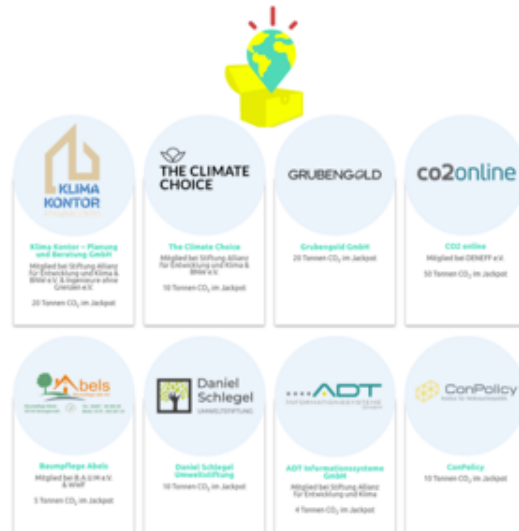 KLIMA
KONTOR
Klima Kontor – Planung
und Beratung GmbH
Mitglied bei Stiftung Allianz
für Entwicklung und Klima &
BNW e.V. & Ingenieure ohne
Grenzen e.V.
20 Tonnen CO₂ im Jackpot
THE CLIMATE
CHOICE
The Climate Choice
Mitglied bei Stiftung Allianz
für Entwicklung und Klima &
BNW e.V.
10 Tonnen CO₂ im Jackpot
GRUBENGOLD
Grubengold GmbH
29 Tonnen CO₂ im Jackpot
co2online
CO2 online
Mitglied bei DENEFF e.V.
50 Tonnen CO₂ im Jackpot
Abels
Baumpflege Abels
Mitglied bei B.A.U.M e.V.
& WWF
5 Tonnen CO₂ im Jackpot
Daniel
Schlegel
UMWELTSTIFTUNG
Daniel Schlegel
Umweltstiftung
10 Tonnen CO₂ im Jackpot
ADT
INFORMATIONSSYSTEME
ADT Informationssysteme
GmbH
Mitglied bei Stiftung Allianz
für Entwicklung und Klima
4 Tonnen CO₂ im Jackpot
ConPolicy
Institut für Verbraucherpolitik
ConPolicy
10 Tonnen CO₂ im Jackpot